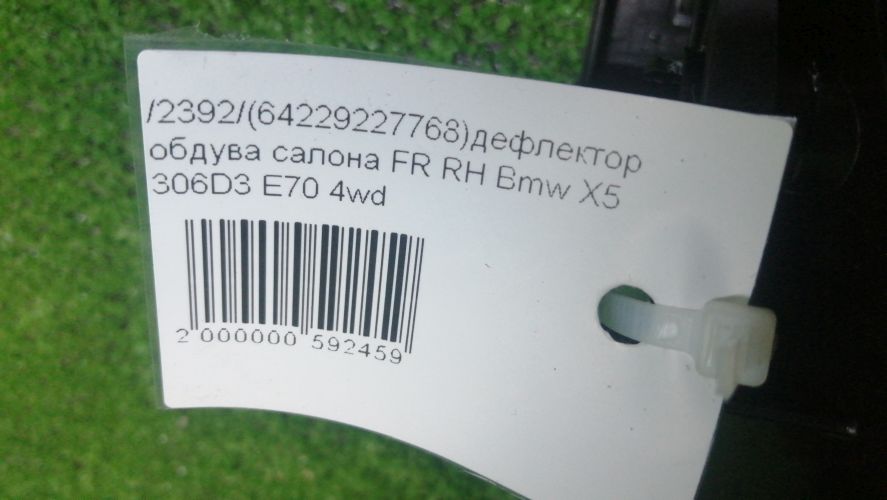 /2392/(64229227768)дефлектор
обдува салона FR RH Bmw X5
306D3 E70 4wd
2 000000 592459